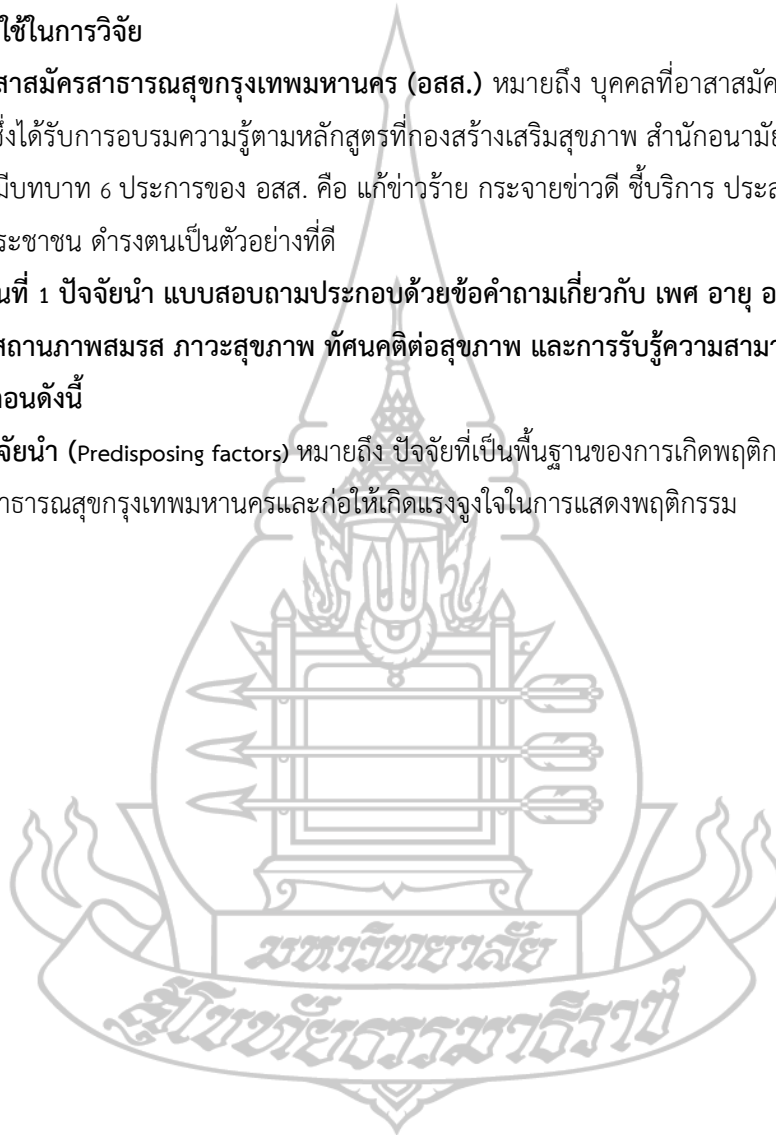 ใช้ในการวิจัย
สาสมัครสาธารณสุขกรุงเทพมหานคร (อสส.) หมายถึง บุคคลที่อาสาสมัค
ซึ่งได้รับการอบรมความรู้ตามหลักสูตรที่กองสร้างเสริมสุขภาพ สำนักอนามัย
มีบทบาท 6 ประการของ อสส. คือ แก้ข่าวร้าย กระจายข่าวดี ชี้บริการ ประส
ระชาชน ดำรงตนเป็นตัวอย่างที่ดี
นที่ 1 ปัจจัยนำ แบบสอบถามประกอบด้วยข้อคำถามเกี่ยวกับ เพศ อายุ อ
สถานภาพสมรส ภาวะสุขภาพ ทัศนคติต่อสุขภาพ และการรับรู้ความสามา
อนดังนี้
จัยนำ (Predisposing factors) หมายถึง ปัจจัยที่เป็นพื้นฐานของการเกิดพฤติก
าธารณสุขกรุงเทพมหานครและก่อให้เกิดแรงจูงใจในการแสดงพฤติกรรม
มหาวิทยาลัย
สุโขทัยธรรมาธิราช